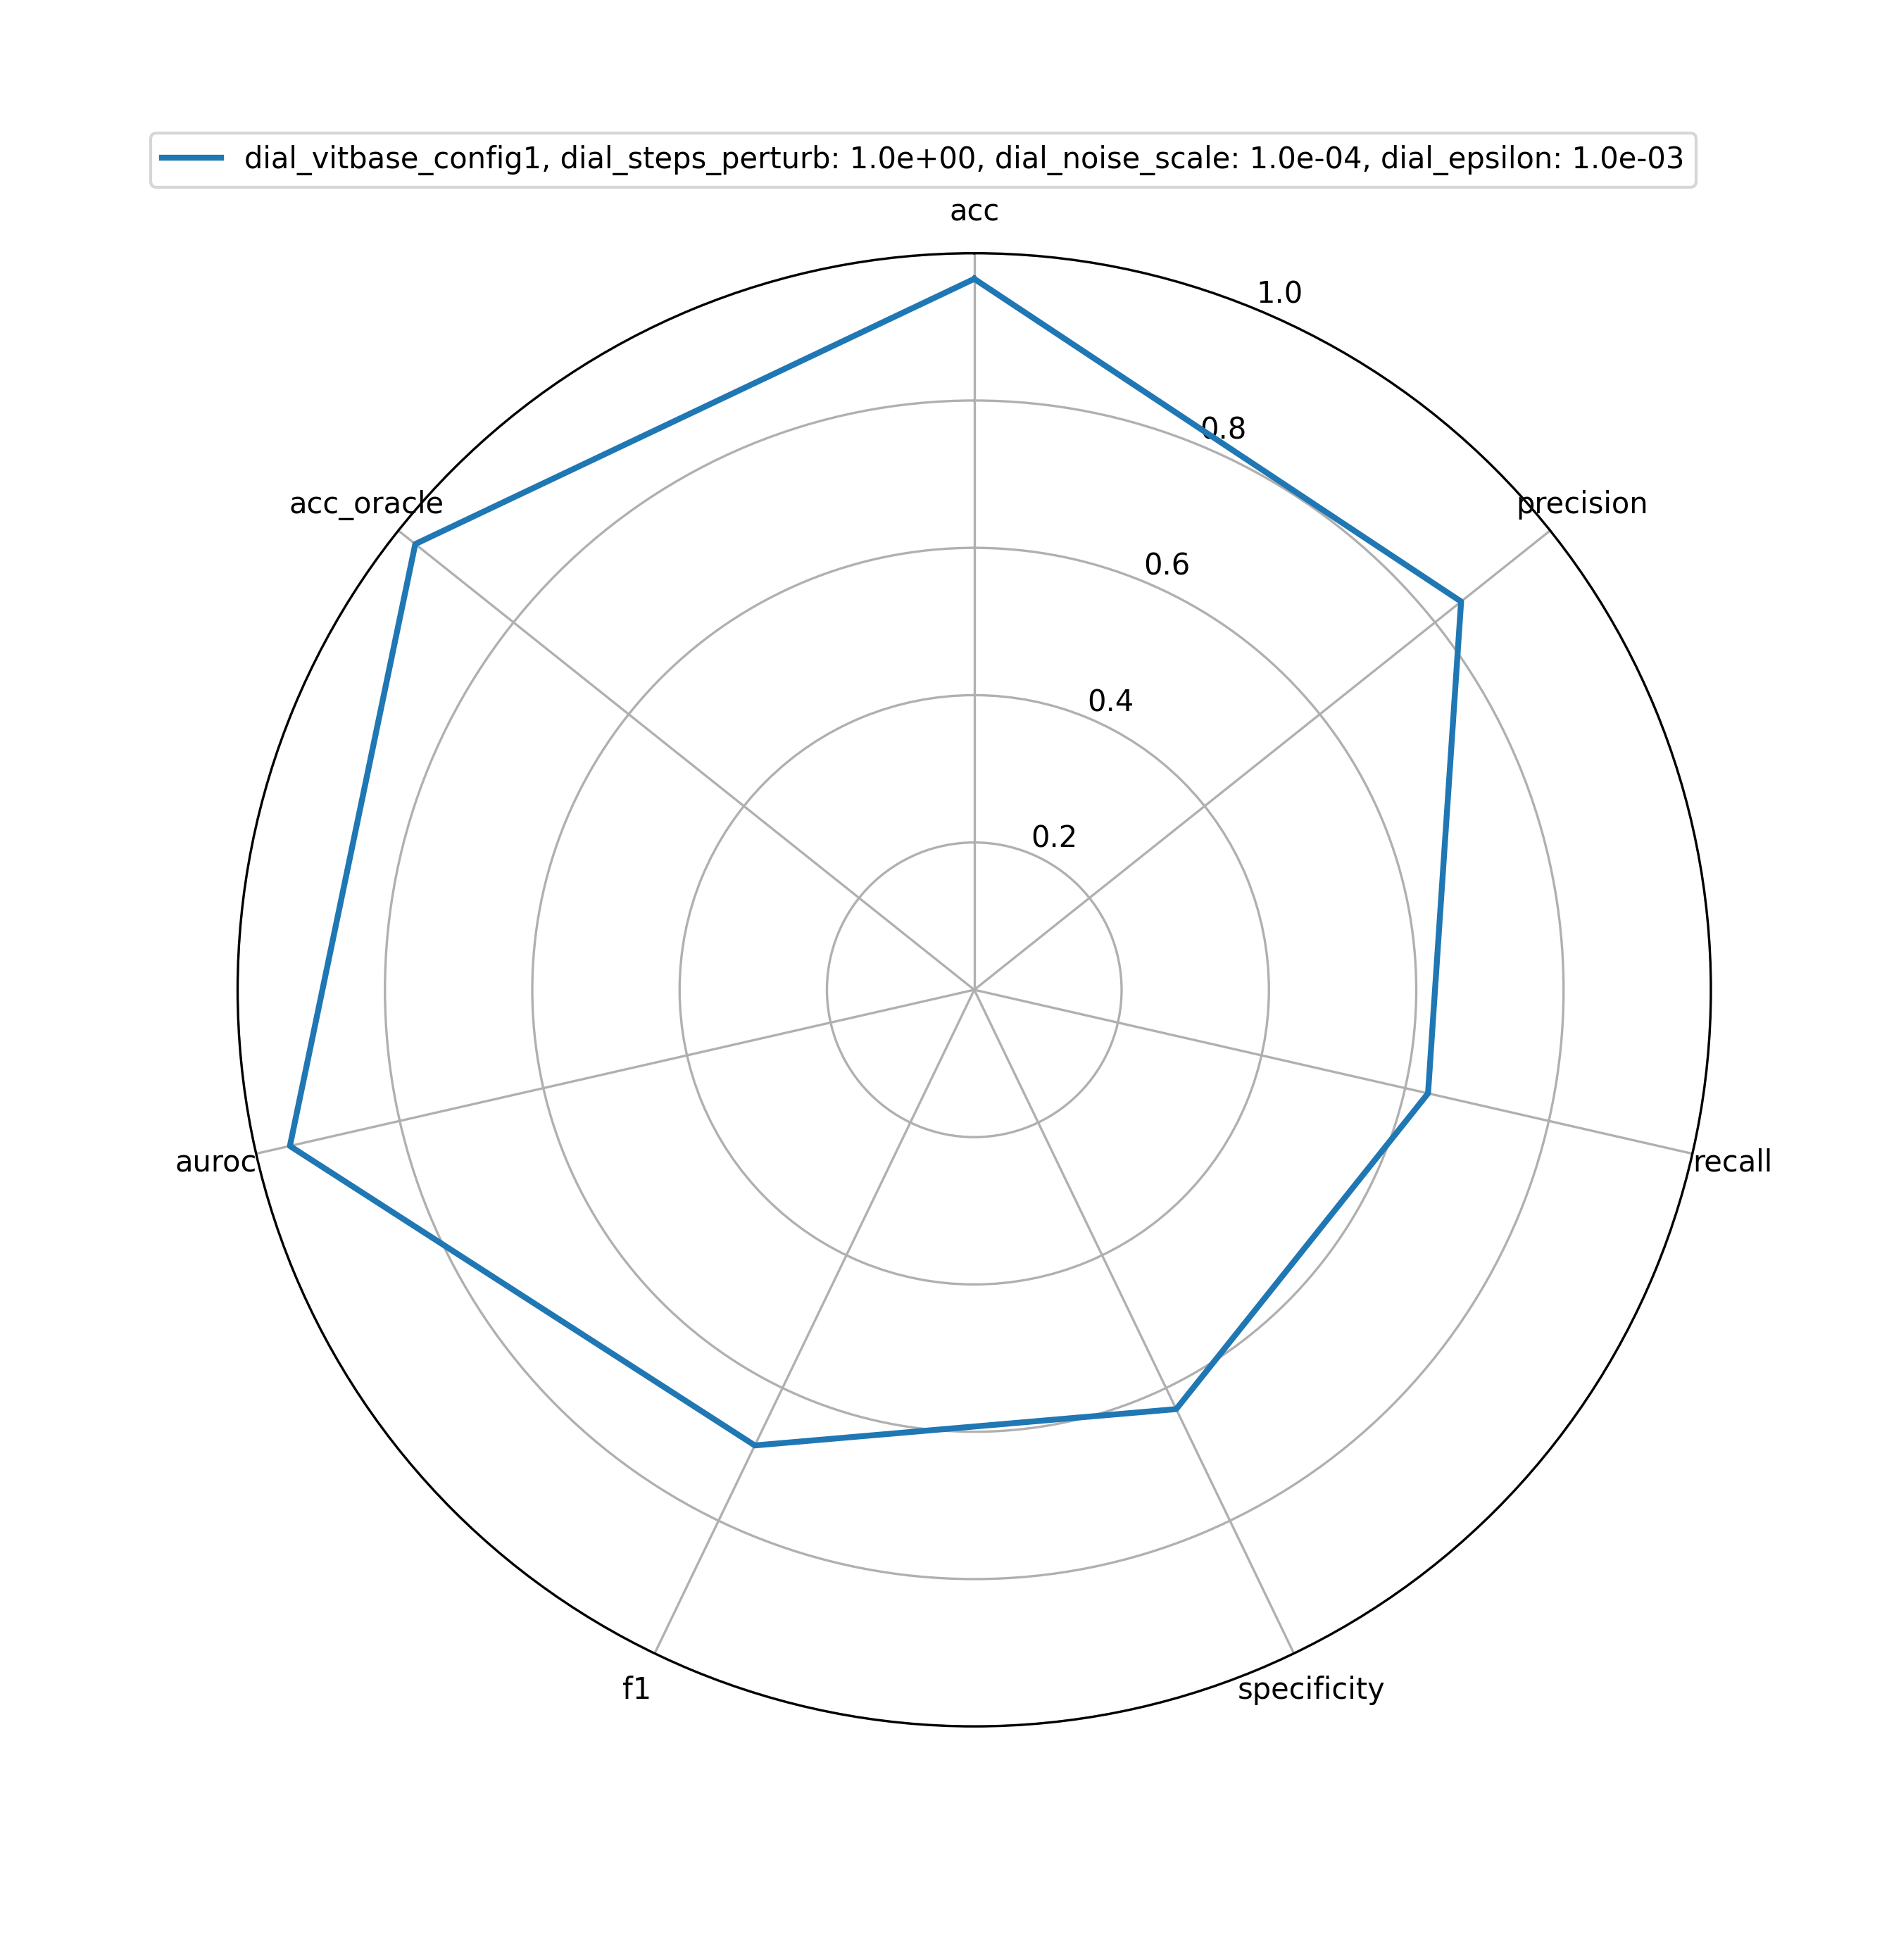 dial_vitbase_config1, dial_steps_perturb: 1.0e+00, dial_noise_scale: 1.0e-04, dial_epsilon: 1.0e-03
acc
1.0
0.8
acc_oracle
precision
0.6
0.4
0.2
auroc
recall
f1
specificity